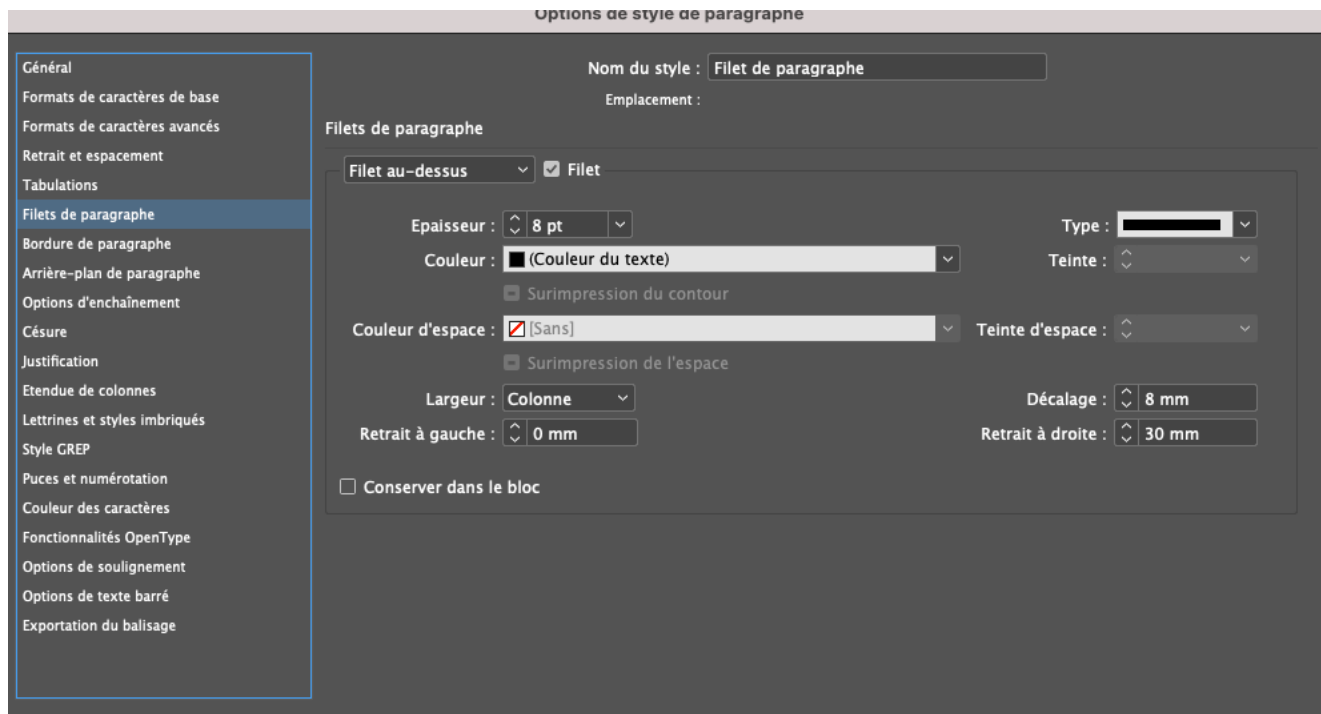 Options de style de paragraphe
Général
Formats de caractères de base
Formats de caractères avancés
Retrait et espacement
Tabulations
Filets de paragraphe
Bordure de paragraphe
Arrière-plan de paragraphe
Options d'enchaînement
Césure
Justification
Etendue de colonnes
Lettrines et styles imbriqués
Style GREP
Puces et numérotation
Couleur des caractères
Fonctionnalités OpenType
Options de soulignement
Options de texte barré
Exportation du balisage
Nom du style : Filet de paragraphe
Emplacement :
Filets de paragraphe
Filet au-dessus Filet
Epaisseur : 8 pt Type :
Couleur : (Couleur du texte) Teinte :
Surimpression du contour
Couleur d'espace : [Sans] Teinte d'espace :
Surimpression de l'espace
Largeur : Colonne Décalage : 8 mm
Retrait à gauche : 0 mm Retrait à droite : 30 mm
Conserver dans le bloc